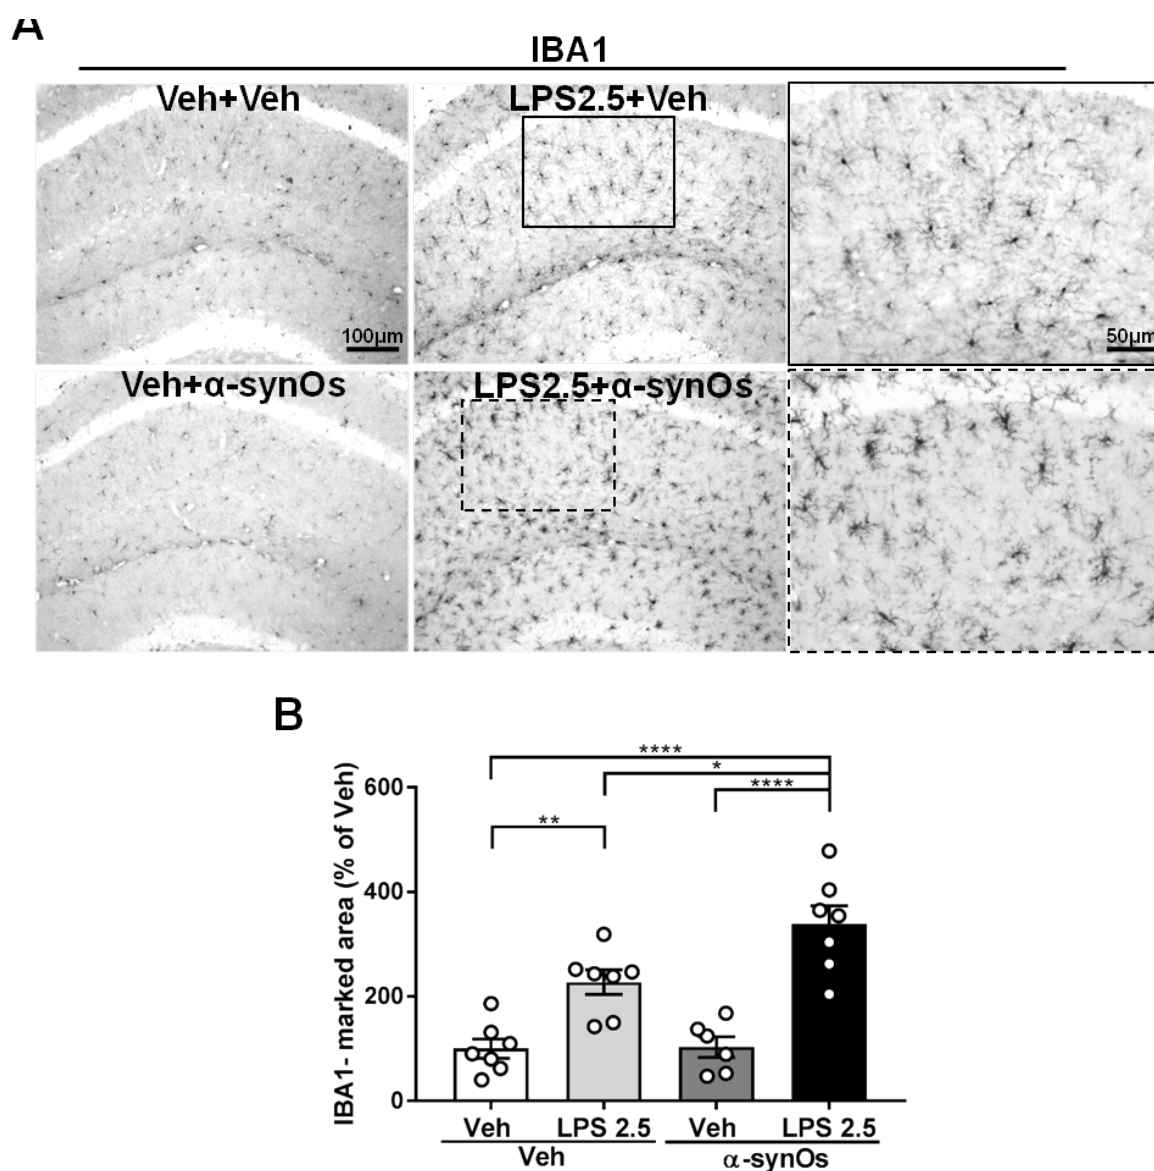 A
IBA1
Veh+Veh
LPS2.5+Veh
100µm
50µm
Veh+α-synOs
LPS2.5+α-synOs
B
****
*
****
**
IBA1- marked area (% of Veh)
600
400
200
0
Veh LPS 2.5 Veh LPS 2.5
Veh α-synOs